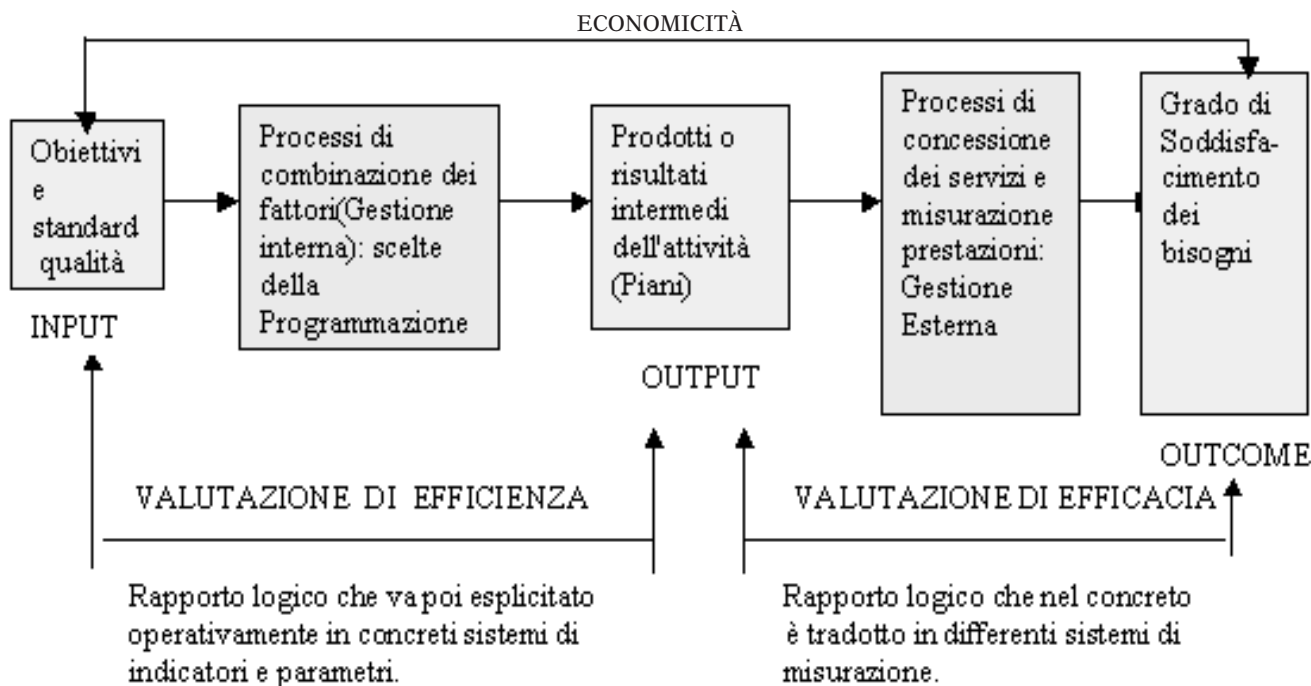 ECONOMICITÀ
Obiettivi
e
standard
qualità
INPUT
Processi di
combinazione dei
fattori(Gestione
interna): scelte
della
Programmazione
Prodotti o
risultati
intermedi
dell'attività
(Piani)
OUTPUT
Processi di
concessione
dei servizi e
misurazione
prestazioni:
Gestione
Esterna
Grado di
Soddisfa-
cimento
dei
bisogni
OUTCOME
VALUTAZIONE DI EFFICIENZA
VALUTAZIONE DI EFFICACIA
Rapporto logico che va poi esplicitato
operativamente in concreti sistemi di
indicatori e parametri.
Rapporto logico che nel concreto
è tradotto in differenti sistemi di
misurazione.